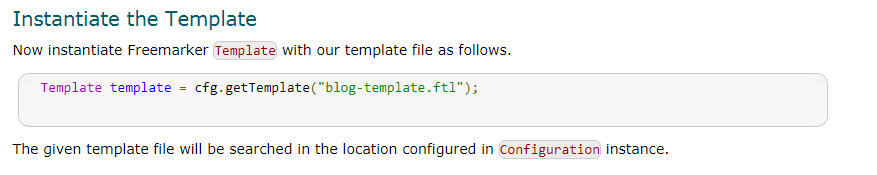 Instantiate the Template
Now instantiate Freemarker Template with our template file as follows.
Template template = cfg.getTemplate("blog-template.ftl");
The given template file will be searched in the location configured in Configuration instance.